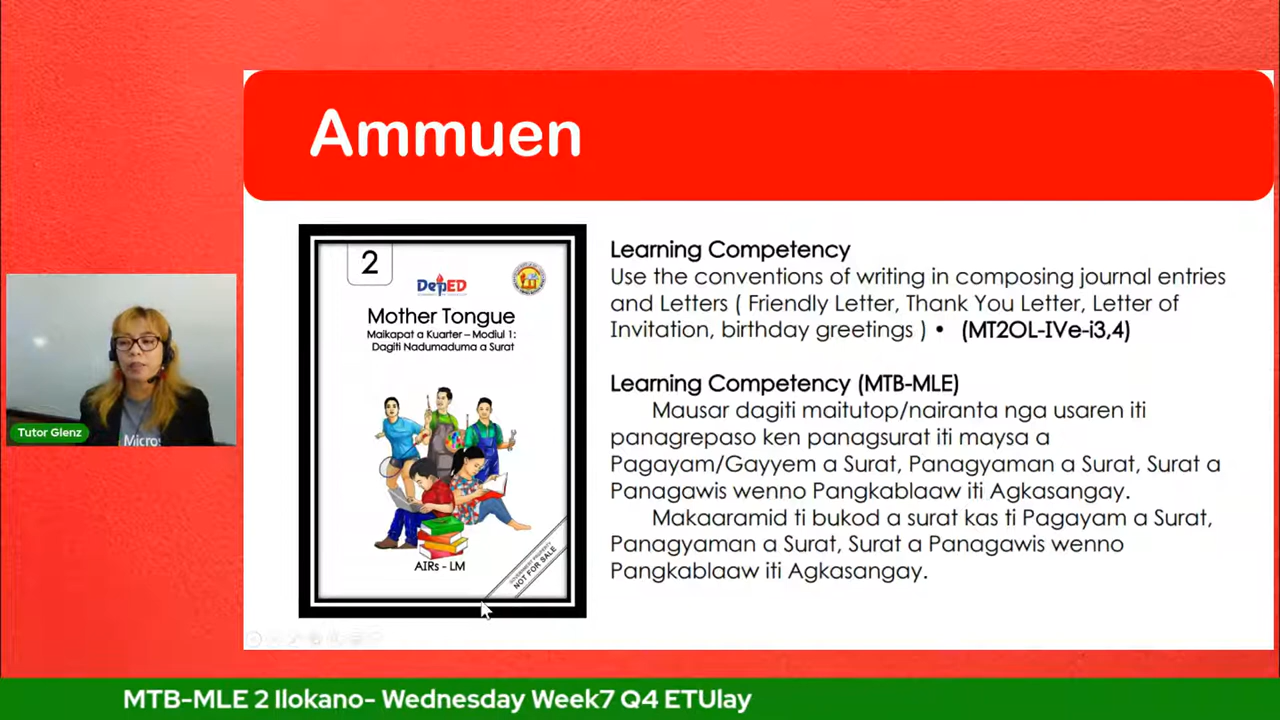 Ammuen
2
DepED
Mother Tongue
Maikapat a Kuarter – Modiul 1:
Dagiti Nadumaduma a Surat
AIRs - LM
GOVERNMENT PROPERTY
NOT FOR SALE
Learning Competency
Use the conventions of writing in composing journal entries
and Letters ( Friendly Letter, Thank You Letter, Letter of
Invitation, birthday greetings ) • (MT2OL-IVe-i3,4)
Learning Competency (MTB-MLE)
Mausar dagiti maitutop/nairanta nga usaren iti
panagrepaso ken panagsurat iti maysa a
Pagayam/Gayyem a Surat, Panagyaman a Surat, Surat a
Panagawis wenno Pangkablaaw iti Agkasangay.
Makaaramid ti bukod a surat kas ti Pagayam a Surat,
Panagyaman a Surat, Surat a Panagawis wenno
Pangkablaaw iti Agkasangay.
Tutor Glenz
Micros
MTB-MLE 2 Ilokano- Wednesday Week7 Q4 ETUlay